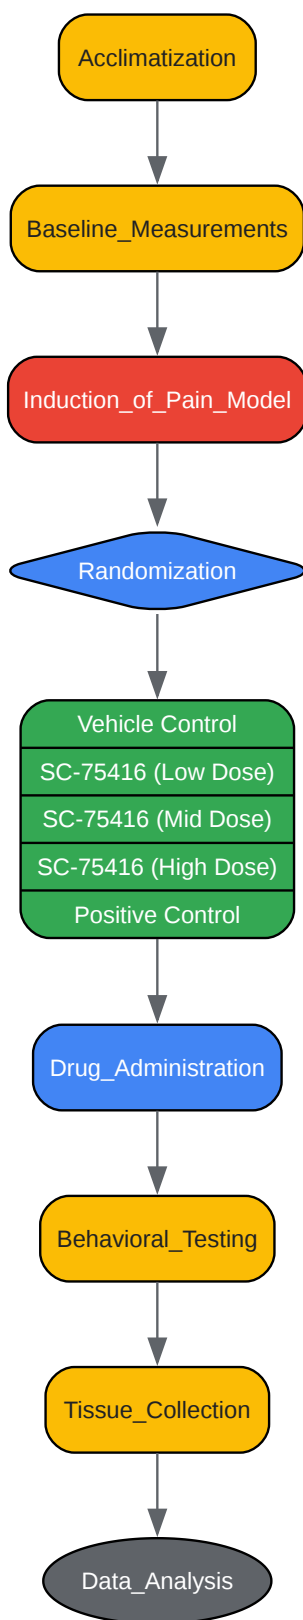 Acclimatization
Baseline_Measurements
Induction_of_Pain_Model
Randomization
Vehicle Control
SC-75416 (Low Dose)
SC-75416 (Mid Dose)
SC-75416 (High Dose)
Positive Control
Drug_Administration
Behavioral_Testing
Tissue_Collection
Data_Analysis